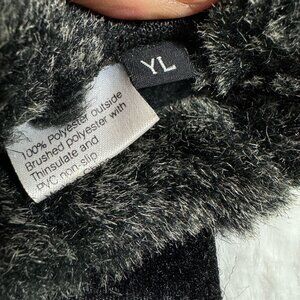 YL
100% Polyester outside
Brushed polyester with
Thinsulate and
PVC non-slip